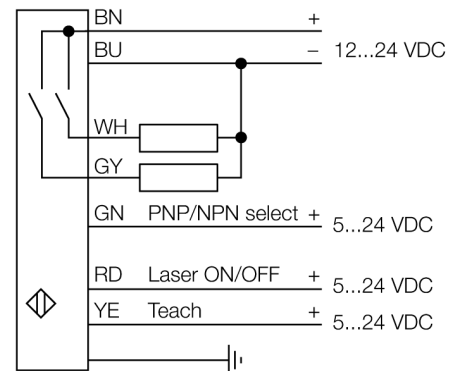 BN +
BU – 12...24 VDC
WH
GY
GN PNP/NPN select + 5...24 VDC
RD Laser ON/OFF + 5...24 VDC
YE Teach + 5...24 VDC